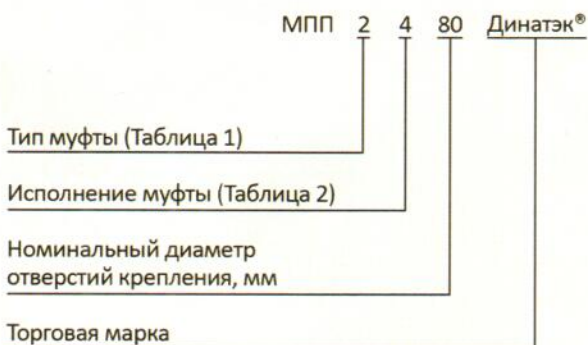 МПП 2 4 80 Динатэк®
Тип муфты (Таблица 1)
Исполнение муфты (Таблица 2)
Номинальный диаметр
отверстий крепления, мм
Торговая марка